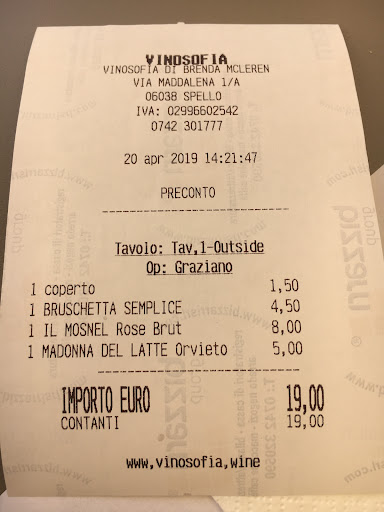 VINOSOFIA
VINOSOFIA DI BRENDA MCLEREN
VIA MADDALENA 1/A
06038 SPELLO
IVA: 02996602542
0742 301777
20 apr 2019 14:21:47
PRECONTO
Tavolo: Tav,1-Outside
Op: Graziano
1 coperto 1,50
1 BRUSCHETTA SEMPLICE 4,50
1 IL MOSNEL Rose Brut 8,00
1 MADONNA DEL LATTE Orvieto 5,00
IMPORTO EURO 19,00
CONTANTI 19,00
www,vinosofia,wine